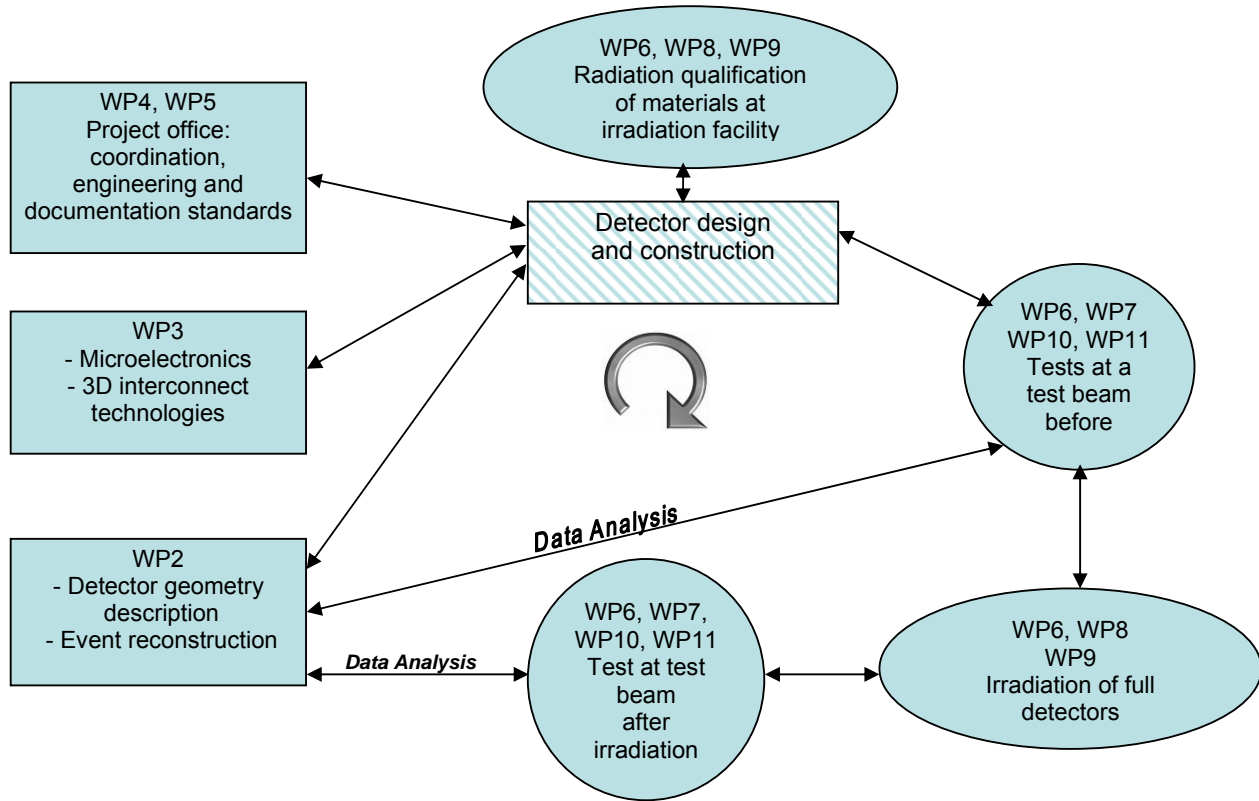 WP6, WP8, WP9
Radiation qualification
of materials at
irradiation facility
WP4, WP5
Project office:
coordination,
engineering and
documentation standards
Detector design
and construction
WP6, WP7
WP10, WP11
Tests at a
test beam
before
WP3
- Microelectronics
- 3D interconnect
technologies
Data Analysis
WP2
- Detector geometry
description
- Event reconstruction
Data Analysis
WP6, WP7,
WP10, WP11
Test at test
beam
after
irradiation
WP6, WP8
WP9
Irradiation of full
detectors